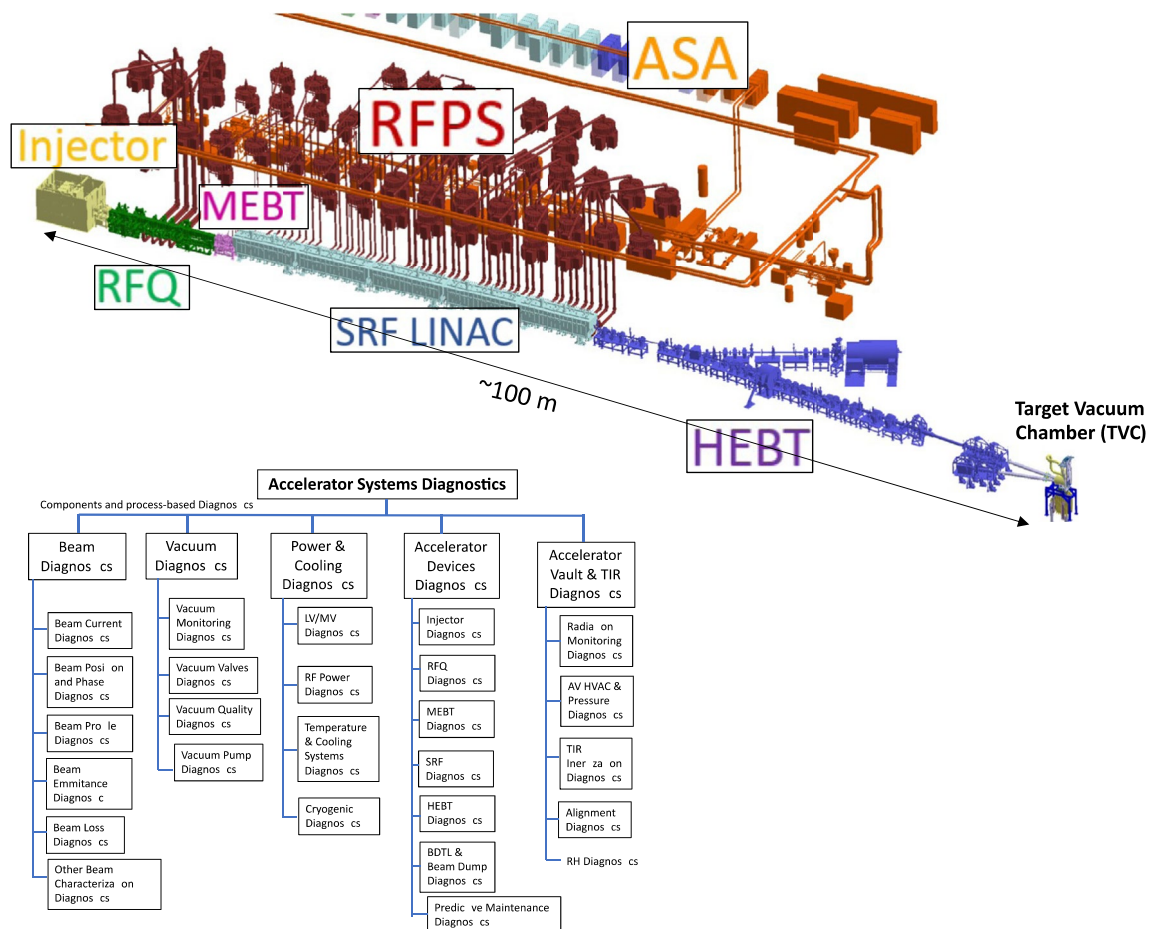 ASA
RFPS
Injector
MEBT
RFQ
SRF LINAC
~100 m
HEBT
Target Vacuum
Chamber (TVC)
Accelerator Systems Diagnostics
Components and process-based Diagnos cs
Beam
Diagnos cs
Beam Current
Diagnos cs
Beam Posi on
and Phase
Diagnos cs
Beam Pro le
Diagnos cs
Beam
Emmitance
Diagnos c
Beam Loss
Diagnos cs
Other Beam
Characteriza on
Diagnos cs
Vacuum
Diagnos cs
Vacuum
Monitoring
Diagnos cs
Vacuum Valves
Diagnos cs
Vacuum Quality
Diagnos cs
Vacuum Pump
Diagnos cs
Power &
Cooling
Diagnos cs
LV/MV
Diagnos cs
RF Power
Diagnos cs
Temperature
& Cooling
Systems
Diagnos cs
Cryogenic
Diagnos cs
Accelerator
Devices
Diagnos cs
Injector
Diagnos cs
RFQ
Diagnos cs
MEBT
Diagnos cs
SRF
Diagnos cs
HEBT
Diagnos cs
BDTL &
Beam Dump
Diagnos cs
Predic ve Maintenance
Diagnos cs
Accelerator
Vault & TIR
Diagnos cs
Radia on
Monitoring
Diagnos cs
AV HVAC &
Pressure
Diagnos cs
TIR
Iner za on
Diagnos cs
Alignment
Diagnos cs
RH Diagnos cs